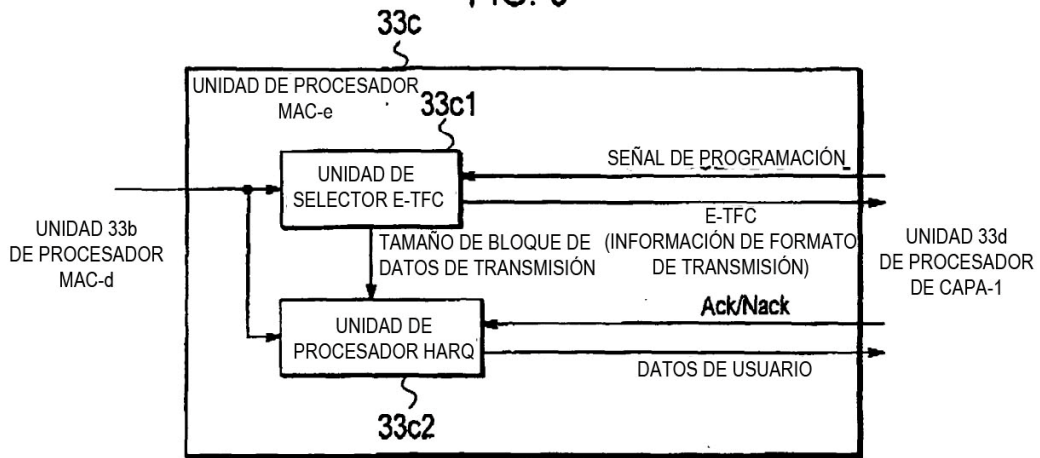 33c
UNIDAD DE PROCESADOR
MAC-e
33c1
UNIDAD DE
SELECTOR E-TFC
SEÑAL DE PROGRAMACIÓN
E-TFC
(INFORMACIÓN DE FORMATO
DE TRANSMISIÓN)
UNIDAD 33b
DE PROCESADOR
MAC-d
TAMAÑO DE BLOQUE DE
DATOS DE TRANSMISIÓN
UNIDAD 33d
DE PROCESADOR
DE CAPA-1
UNIDAD DE
PROCESADOR HARQ
Ack/Nack
DATOS DE USUARIO
33c2